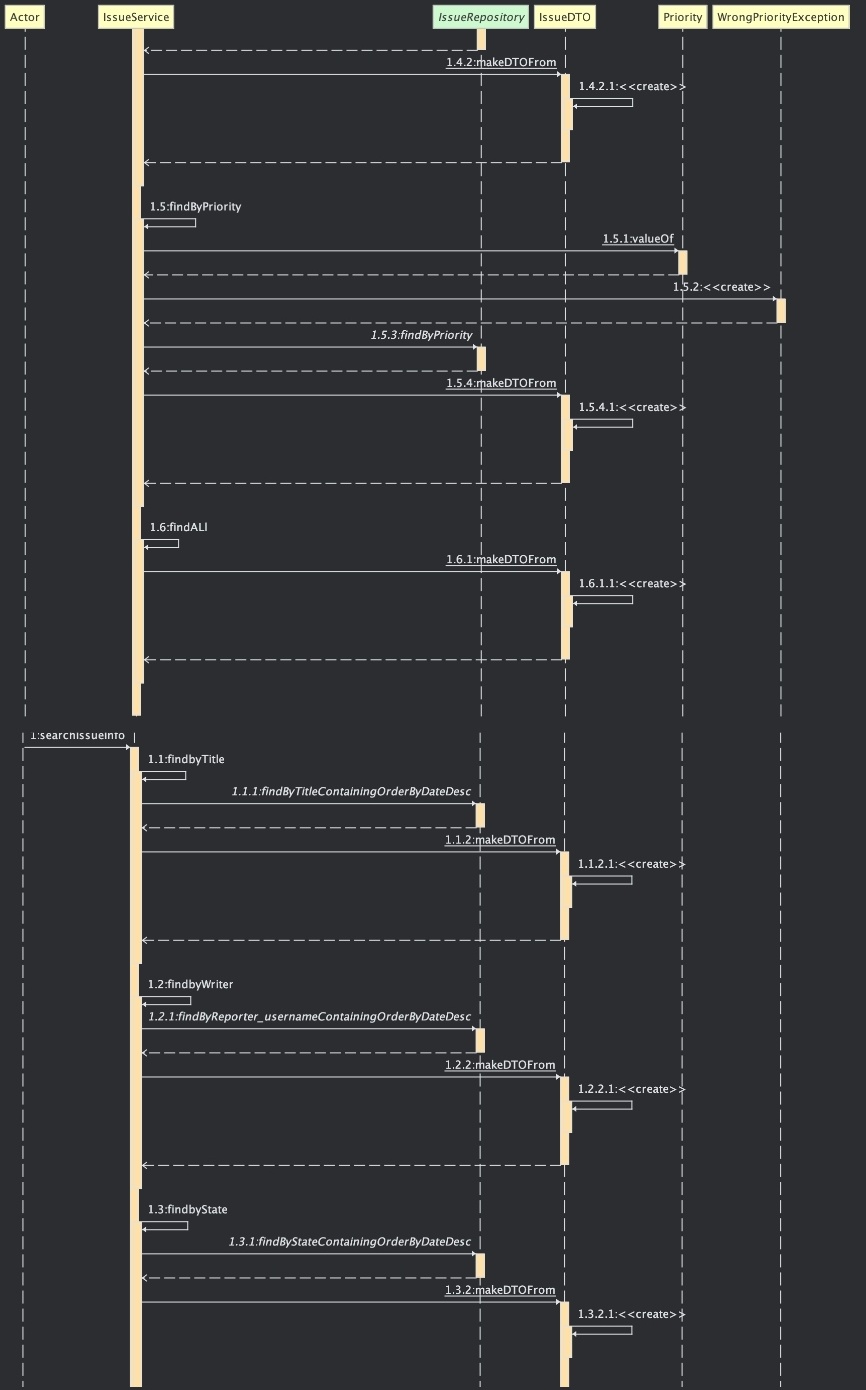 Actor IssueService IssueRepository IssueDTO Priority WrongPriorityException
1.4.2:makeDTOFrom
1.4.2.1:<<create>>
1.5:findByPriority
1.5.1:valueOf
1.5.2:<<create>>
1.5.3:findByPriority
1.5.4:makeDTOFrom
1.5.4.1:<<create>>
1.6:findALl
1.6.1:makeDTOFrom
1.6.1.1:<<create>>
1:searchIssueInfo
1.1:findbyTitle
1.1.1:findByTitleContainingOrderByDateDesc
1.1.2:makeDTOFrom
1.1.2.1:<<create>>
1.2:findbyWriter
1.2.1:findByReporter_usernameContainingOrderByDateDesc
1.2.2:makeDTOFrom
1.2.2.1:<<create>>
1.3:findbyState
1.3.1:findByStateContainingOrderByDateDesc
1.3.2:makeDTOFrom
1.3.2.1:<<create>>